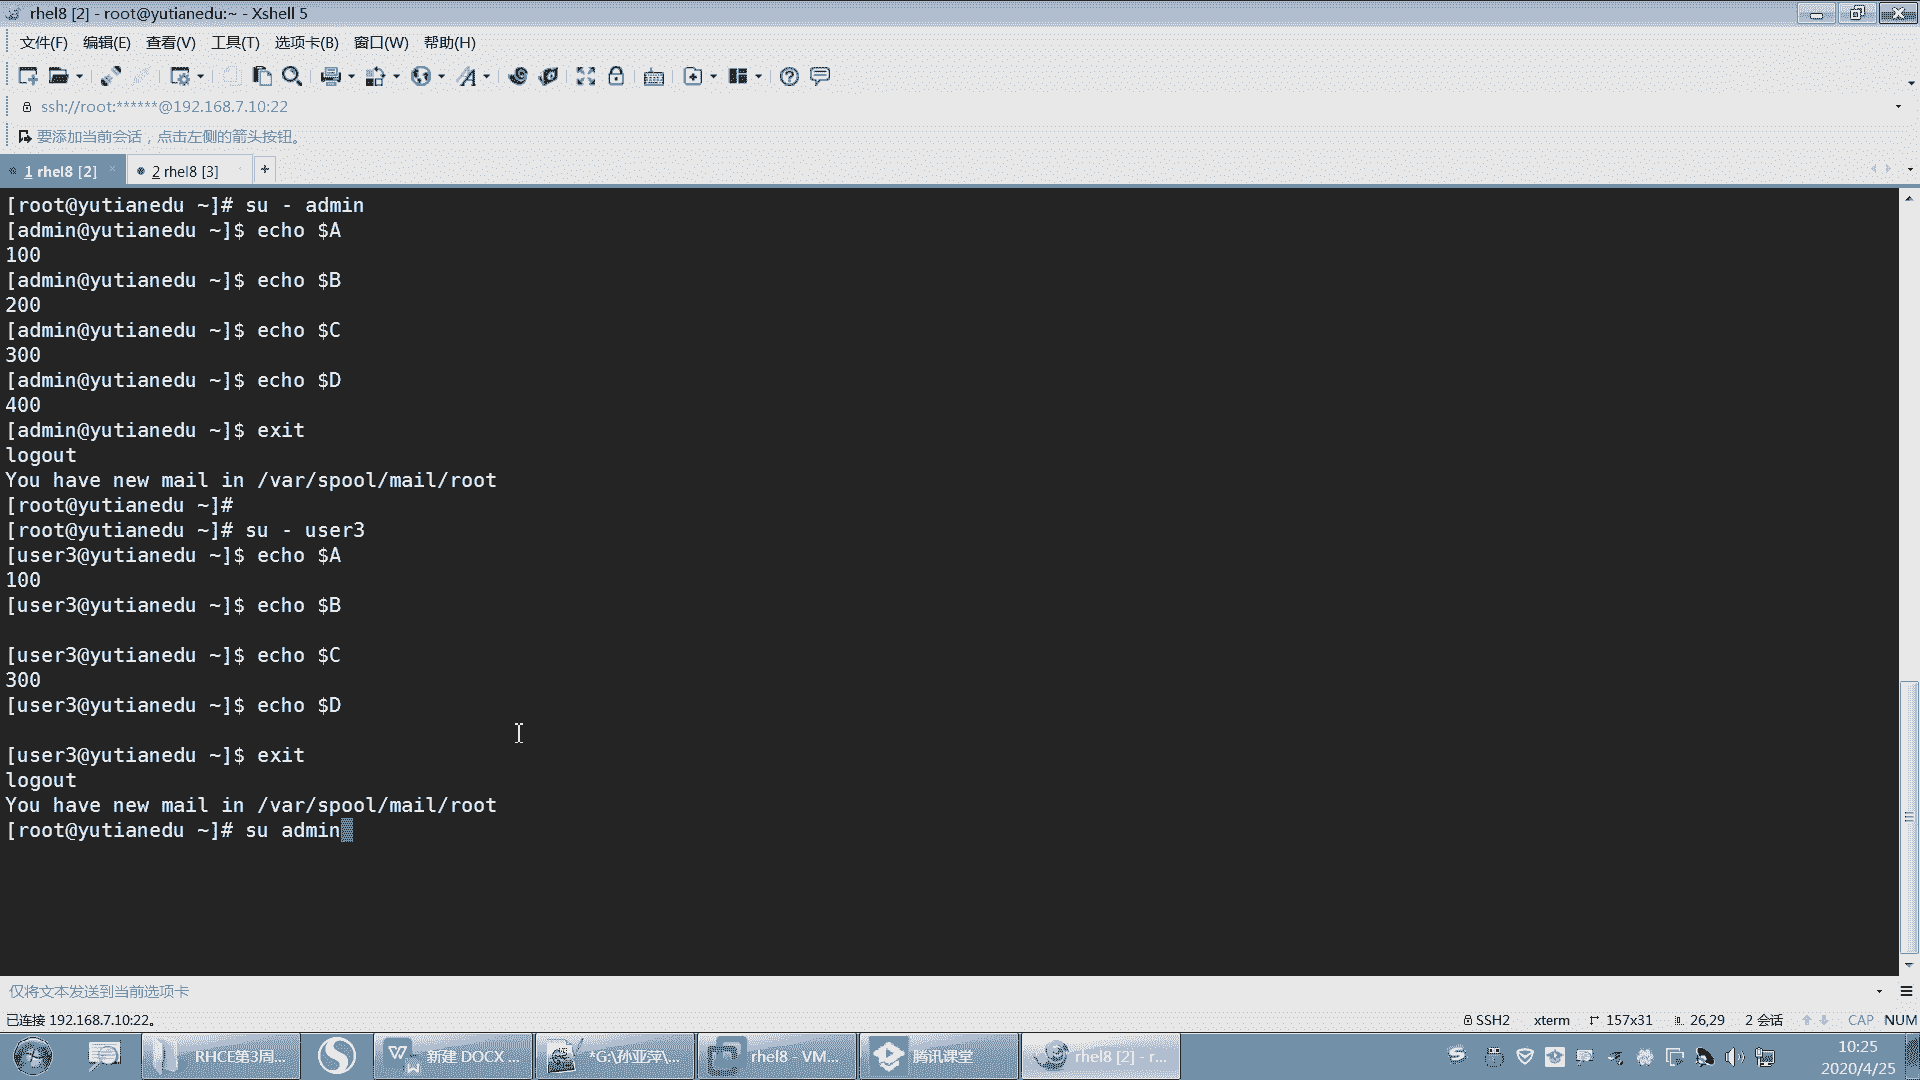 rhel8 [2] - root@yutianedu:~ - Xshell 5
文件(F) 编辑(E) 查看(V) 工具(T) 选项卡(B) 窗口(W) 帮助(H)
ssh://root:******@192.168.7.10:22
要添加当前会话，点击左侧的箭头按钮。
1 rhel8 [2] 2 rhel8 [3] +
[root@yutianedu ~]# su - admin
[admin@yutianedu ~]$ echo $A
100
[admin@yutianedu ~]$ echo $B
200
[admin@yutianedu ~]$ echo $C
300
[admin@yutianedu ~]$ echo $D
400
[admin@yutianedu ~]$ exit
logout
You have new mail in /var/spool/mail/root
[root@yutianedu ~]#
[root@yutianedu ~]# su - user3
[user3@yutianedu ~]$ echo $A
100
[user3@yutianedu ~]$ echo $B
[user3@yutianedu ~]$ echo $C
300
[user3@yutianedu ~]$ echo $D
[user3@yutianedu ~]$ exit
logout
You have new mail in /var/spool/mail/root
[root@yutianedu ~]# su admin
仅将文本发送到当前选项卡
已连接 192.168.7.10:22。 SSH2 xterm 157x31 26,29 2 会话 CAP NUM
RHCE第3周... 新建 DOCX ... *G:\孙亚萍\... rhel8 - VM... 腾讯课堂 rhel8 [2] - r... 10:25
2020/4/25